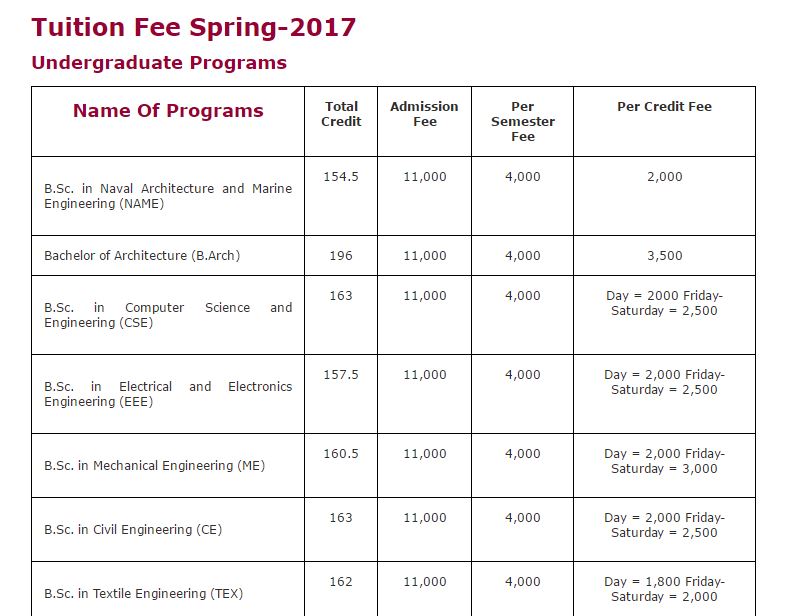 Tuition Fee Spring-2017
Undergraduate Programs
Name Of Programs
Total
Credit
Admission
Fee
Per
Semester
Fee
Per Credit Fee
B.Sc. in Naval Architecture and Marine
Engineering (NAME)
154.5
11,000
4,000
2,000
Bachelor of Architecture (B.Arch)
196
11,000
4,000
3,500
B.Sc. in Computer Science and
Engineering (CSE)
163
11,000
4,000
Day = 2000 Friday-
Saturday = 2,500
B.Sc. in Electrical and Electronics
Engineering (EEE)
157.5
11,000
4,000
Day = 2,000 Friday-
Saturday = 2,500
B.Sc. in Mechanical Engineering (ME)
160.5
11,000
4,000
Day = 2,000 Friday-
Saturday = 3,000
B.Sc. in Civil Engineering (CE)
163
11,000
4,000
Day = 2,000 Friday-
Saturday = 2,500
B.Sc. in Textile Engineering (TEX)
162
11,000
4,000
Day = 1,800 Friday-
Saturday = 2,000